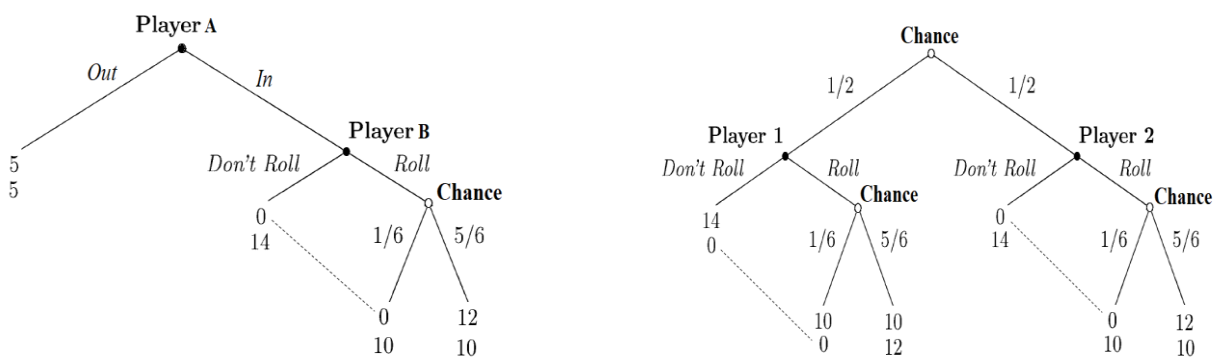 Player A
Out
In
5
5
Player B
Don't Roll
Roll
Chance
0
14
1/6
5/6
0
10
12
10
Chance
1/2
1/2
Player 1
Don't Roll
Roll
Chance
14
0
1/6
5/6
10
0
10
12
Player 2
Don't Roll
Roll
Chance
0
14
1/6
5/6
0
10
12
10